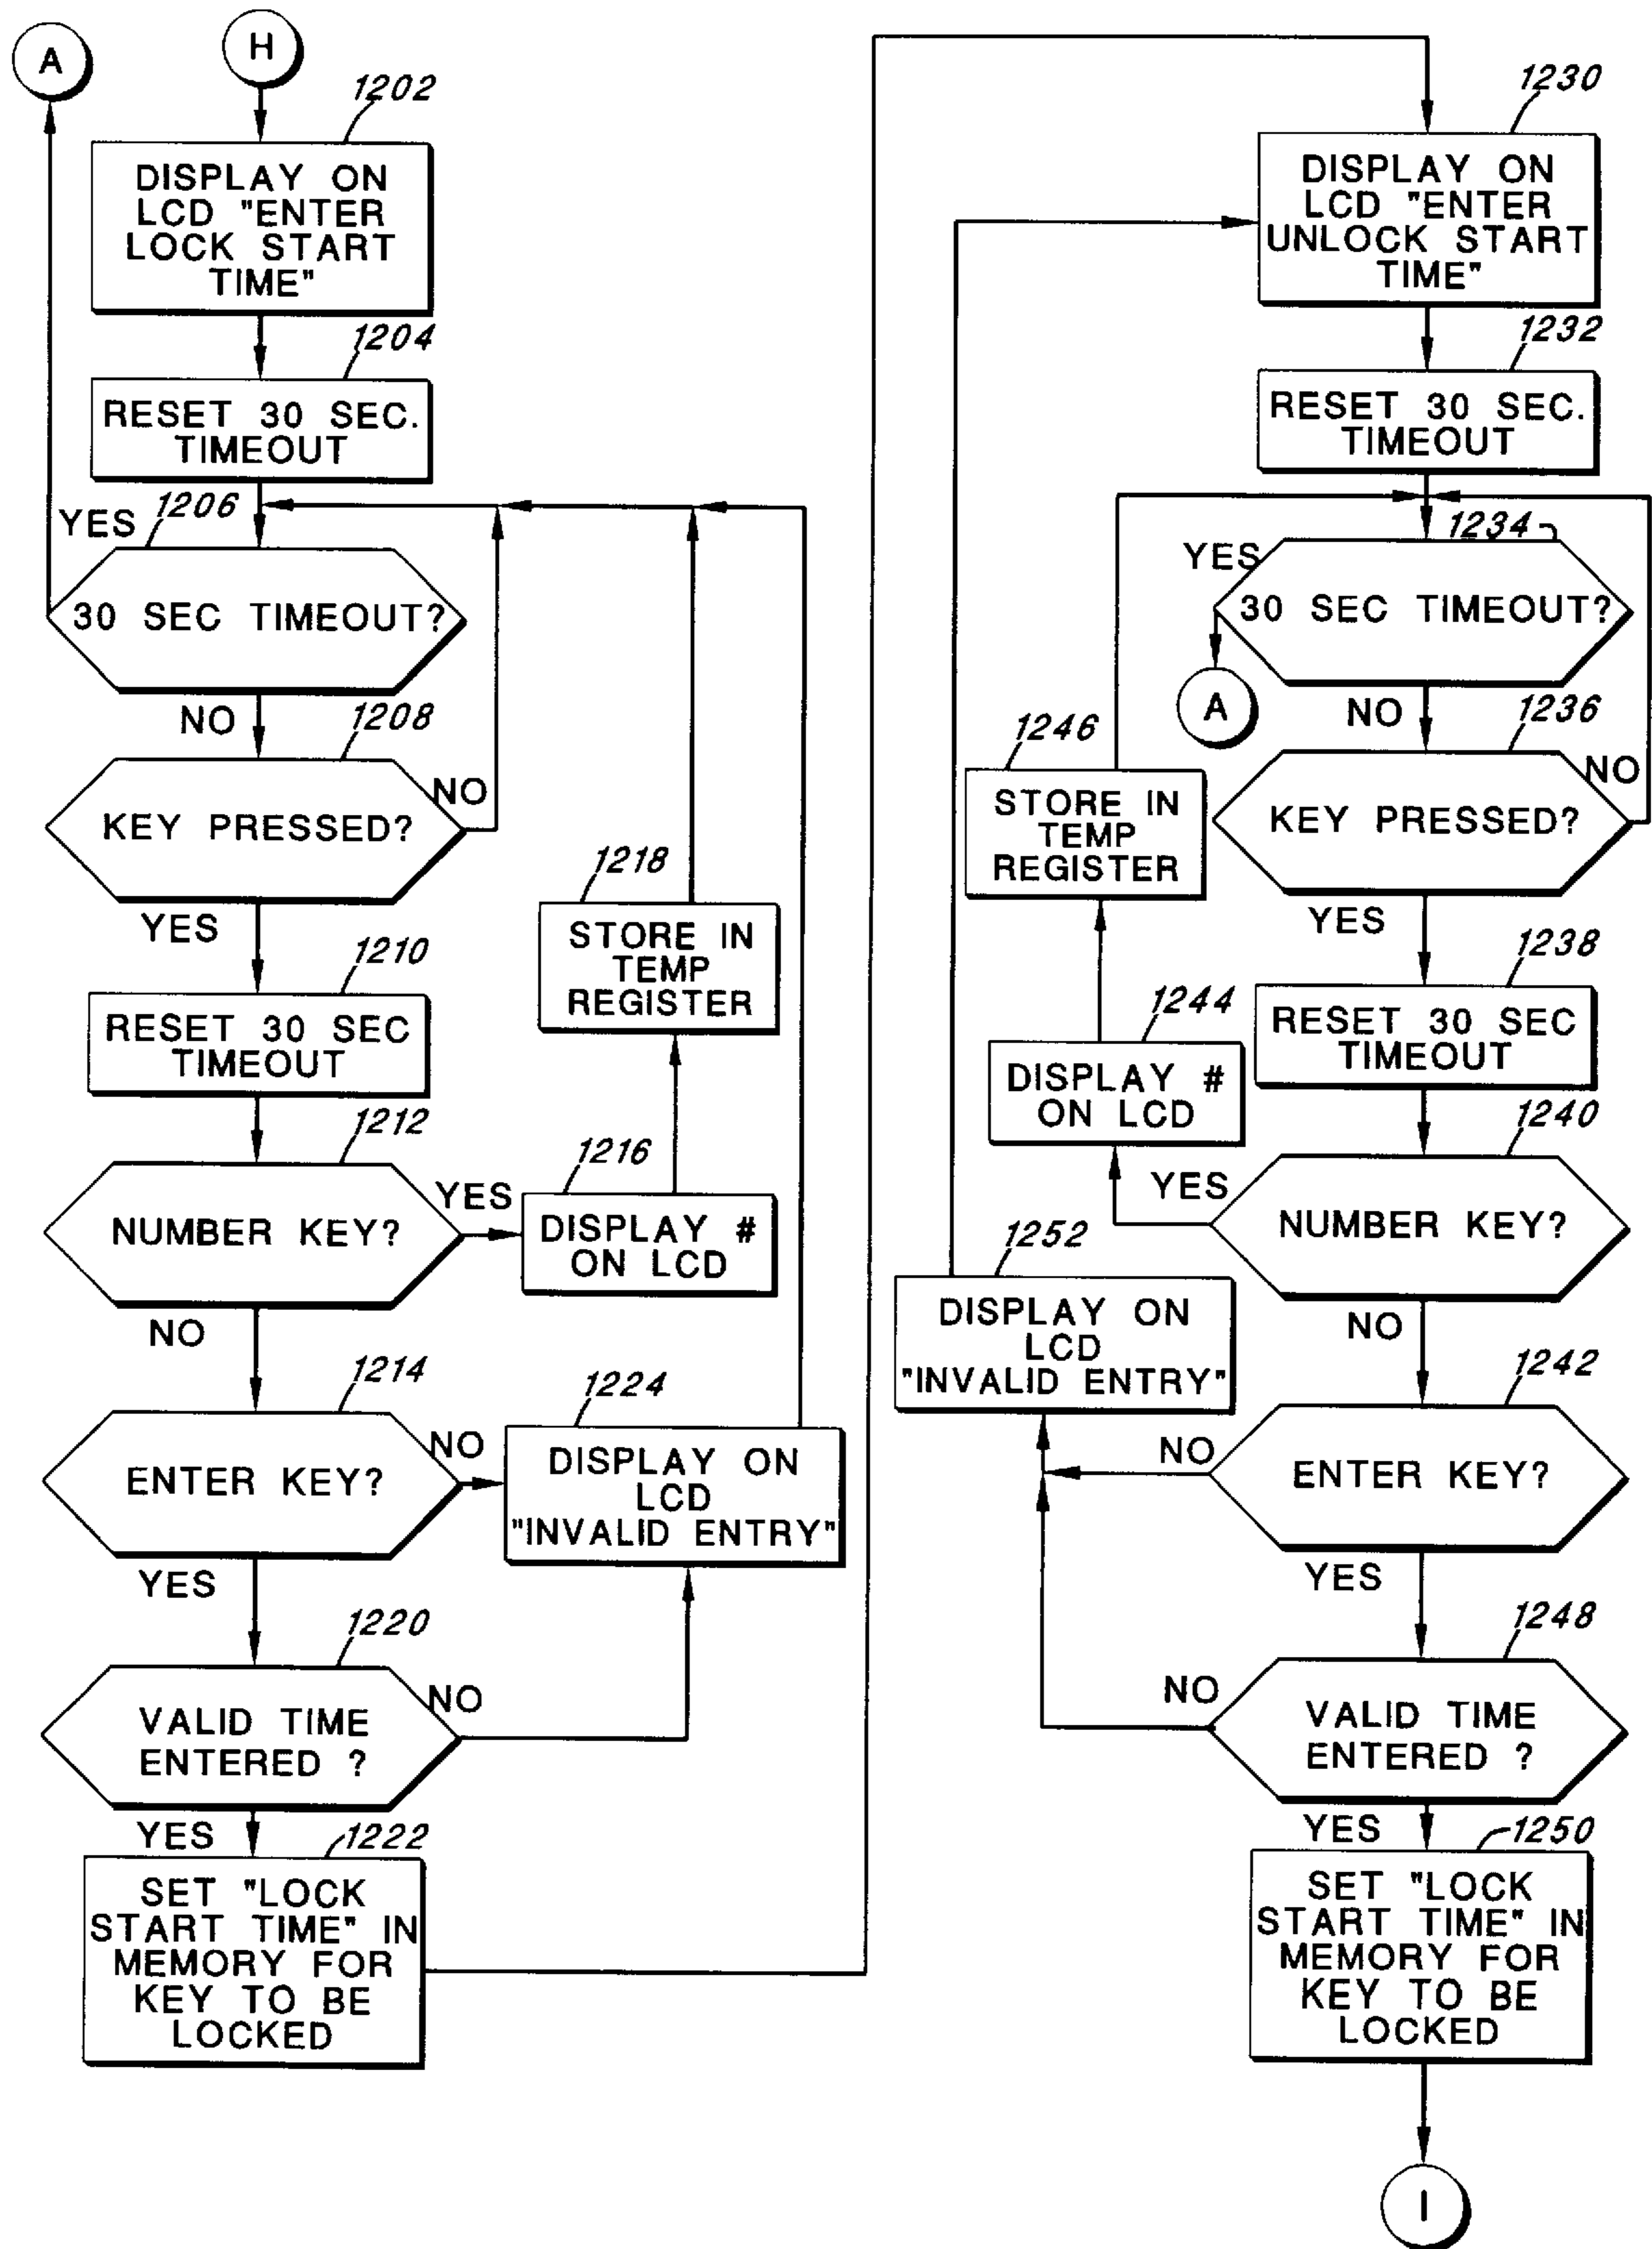 A
H
1202
DISPLAY ON
LCD "ENTER
LOCK START
TIME"
1204
RESET 30 SEC.
TIMEOUT
YES
1206
30 SEC TIMEOUT?
NO
1208
KEY PRESSED?
NO
YES
1210
RESET 30 SEC
TIMEOUT
1212
NUMBER KEY?
YES
1216
DISPLAY #
ON LCD
1218
STORE IN
TEMP
REGISTER
NO
1214
ENTER KEY?
NO
1224
DISPLAY ON
LCD
"INVALID ENTRY"
YES
1220
VALID TIME
ENTERED ?
NO
YES
1222
SET "LOCK
START TIME" IN
MEMORY FOR
KEY TO BE
LOCKED
1230
DISPLAY ON
LCD "ENTER
UNLOCK START
TIME"
1232
RESET 30 SEC.
TIMEOUT
1234
YES
30 SEC TIMEOUT?
A
NO
1236
KEY PRESSED?
NO
YES
1238
RESET 30 SEC
TIMEOUT
1240
NUMBER KEY?
YES
1244
DISPLAY #
ON LCD
1246
STORE IN
TEMP
REGISTER
NO
1242
ENTER KEY?
NO
1252
DISPLAY ON
LCD
"INVALID ENTRY"
YES
1248
VALID TIME
ENTERED ?
NO
YES
1250
SET "LOCK
START TIME" IN
MEMORY FOR
KEY TO BE
LOCKED
I